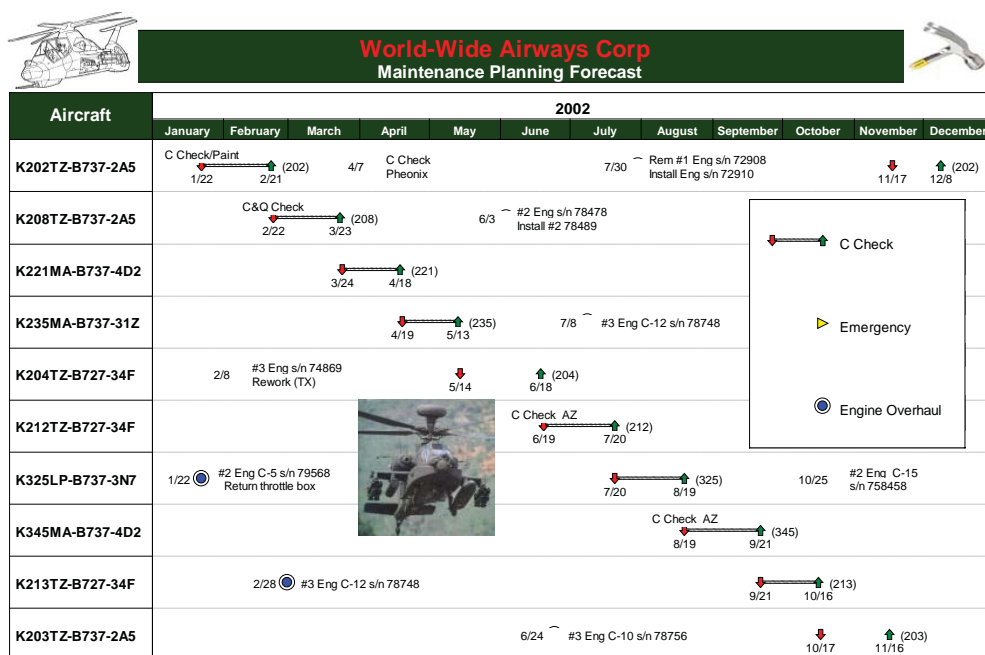 World-Wide Airways Corp
Maintenance Planning Forecast
Aircraft
2002
January February March April May June July August September October November December
K202TZ-B737-2A5
C Check/Paint
(202)
1/22 2/21
4/7
C Check
Pheonix
7/30
Rem #1 Eng s/n 72908
Install Eng s/n 72910
11/17 12/8
(202)
K208TZ-B737-2A5
C&Q Check
(208)
2/22 3/23
6/3
#2 Eng s/n 78478
Install #2 78489
K221MA-B737-4D2
(221)
3/24 4/18
K235MA-B737-31Z
(235)
4/19 5/13
7/8 #3 Eng C-12 s/n 78748
K204TZ-B727-34F
2/8
#3 Eng s/n 74869
Rework (TX)
(204)
5/14 6/18
K212TZ-B727-34F
C Check AZ
(212)
6/19 7/20
K325LP-B737-3N7
1/22
#2 Eng C-5 s/n 79568
Return throttle box
(325)
7/20 8/19
10/25
#2 Eng C-15
s/n 758458
K345MA-B737-4D2
C Check AZ
(345)
8/19 9/21
K213TZ-B727-34F
2/28 #3 Eng C-12 s/n 78748
(213)
9/21 10/16
K203TZ-B737-2A5
6/24 #3 Eng C-10 s/n 78756
(203)
10/17 11/16
C Check
Emergency
Engine Overhaul